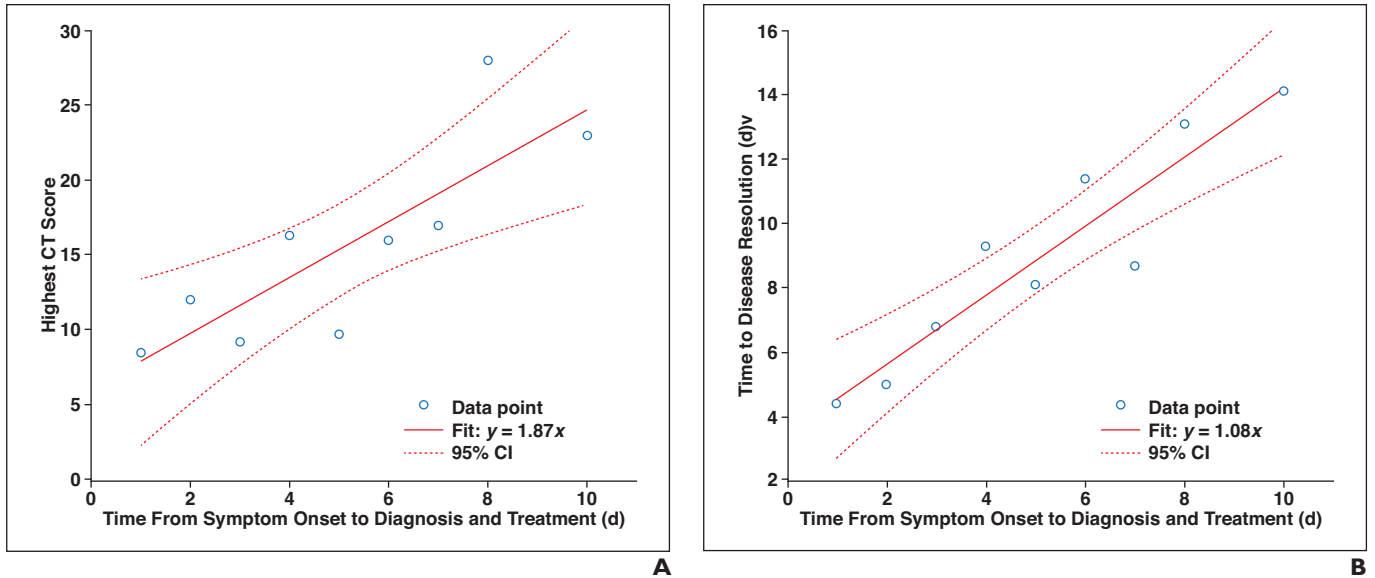 30
25
20
15
10
5
0
Highest CT Score
Data point
Fit: y = 1.87x
95% CI
0 2 4 6 8 10
Time From Symptom Onset to Diagnosis and Treatment (d)
A
16
14
12
10
8
6
4
2
Time to Disease Resolution (d)v
Data point
Fit: y = 1.08x
95% CI
0 2 4 6 8 10
Time From Symptom Onset to Diagnosis and Treatment (d)
B